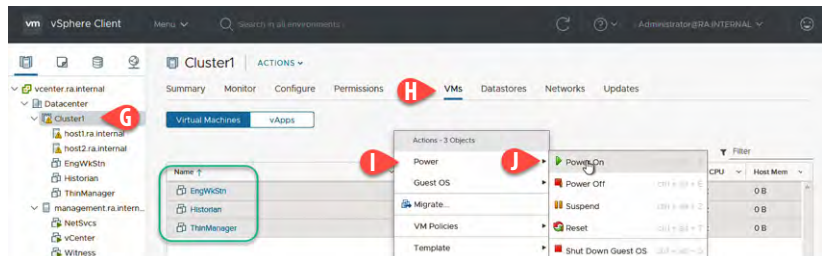 vm vSphere Client Menu Search in all environments Administrator@RA.INTERNAL
Cluster1 ACTIONS
vcenter.ra.internal
Datacenter
Cluster1
host1.ra.internal
host2.ra.internal
EngWkStn
Historian
ThinManager
management.ra.intern...
NetSvcs
vCenter
Witness
G
Summary Monitor Configure Permissions H VMs Datastores Networks Updates
Virtual Machines vApps
Filter
Name CPU Host Mem
EngWkStn 0 B
Historian 0 B
ThinManager 0 B
Actions - 3 Objects
I Power
Guest OS
Migrate...
VM Policies
Template
J Power On
Power Off
Suspend
Reset
Shut Down Guest OS